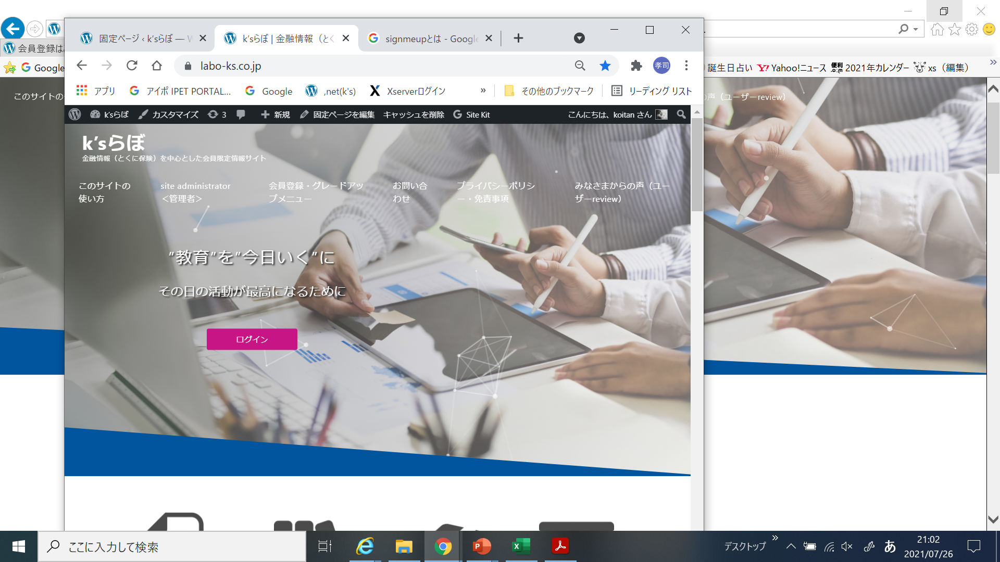 固定ページ ‹ k'sらぼ — W
k'sらぼ | 金融情報（とく
signmeupとは - Google
labo-ks.co.jp
孝司
会員登録は
Google
誕生日占い
Yahoo!ニュース
便利
.c m
2021年カレンダー
xs（編集）
アプリ
アイポ IPET PORTAL...
Google
,net(k's)
Xserverログイン
»
その他のブックマーク
リーディング リスト
このサイトの
の声（ユーザーreview）
k'sらぼ
カスタマイズ
3
新規
固定ページを編集
キャッシュを削除
Site Kit
こんにちは、koitan さん
k'sらぼ
金融情報（とくに保険）を中心とした会員限定情報サイト
このサイトの
使い方
site administrator
＜管理者＞
会員登録・グレードアッ
プメニュー
お問い合
わせ
プライバシーポリシ
ー・免責事項
みなさまからの声（ユー
ザーreview）
”教育”を”今日いく”に
その日の活動が最高になるために
ログイン
ここに入力して検索
デスクトップ
»
あ
21:02
2021/07/26